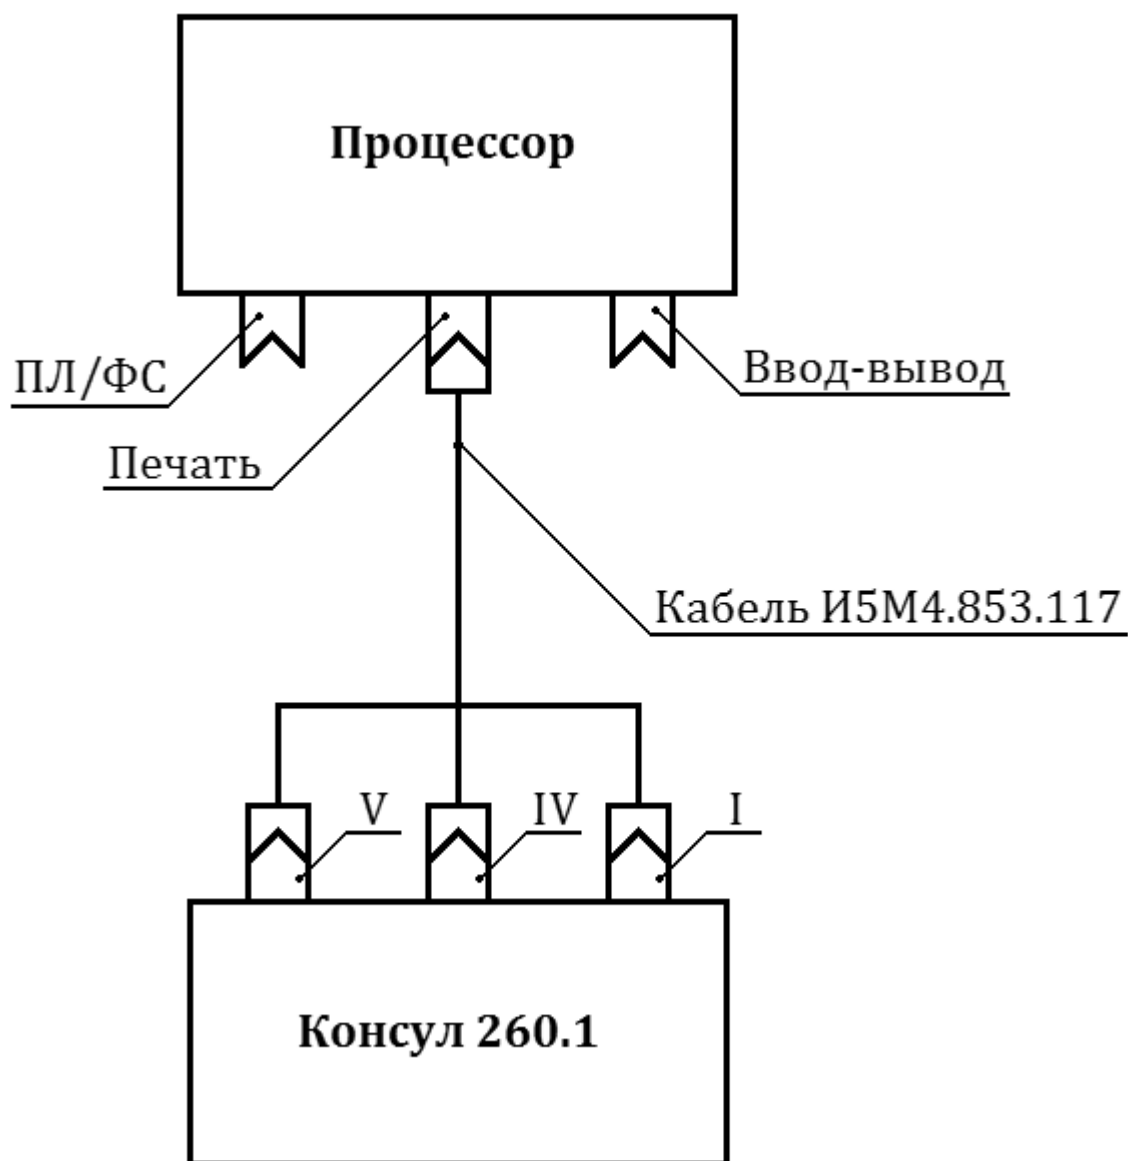 Процессор
ПЛ/ФС
Ввод-вывод
Печать
Кабель И5М4.853.117
V
IV
I
Консул 260.1